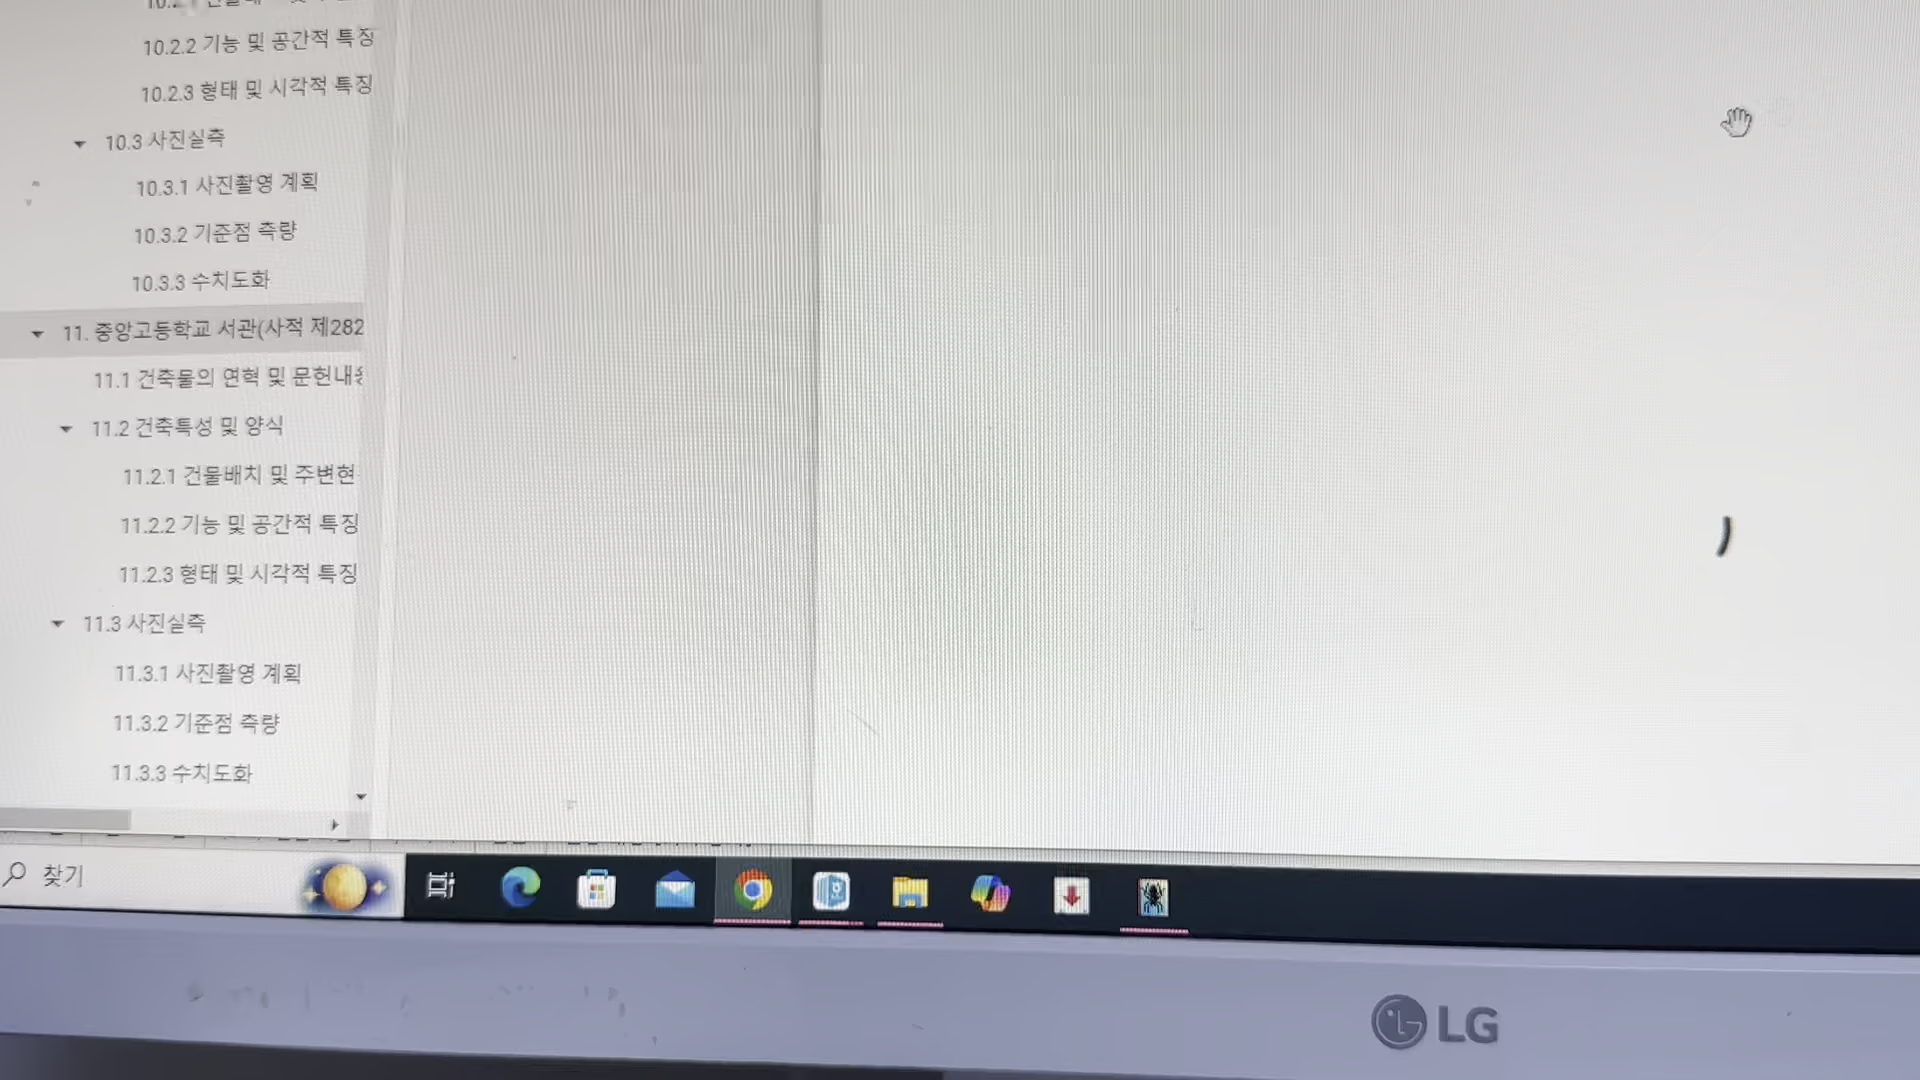 10.2.2 기능 및 공간적 특징
10.2.3 형태 및 시각적 특징
10.3 사진실측
10.3.1 사진촬영 계획
10.3.2 기준점 측량
10.3.3 수치도화
11. 중앙고등학교 서관(사적 제282
11.1 건축물의 연혁 및 문헌내용
11.2 건축특성 및 양식
11.2.1 건물배치 및 주변현
11.2.2 기능 및 공간적 특징
11.2.3 형태 및 시각적 특징
11.3 사진실측
11.3.1 사진촬영 계획
11.3.2 기준점 측량
11.3.3 수치도화
찾기
LG